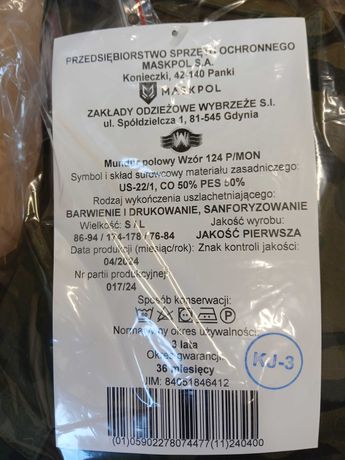 PRZEDSIĘBIORSTWO SPRZĘTU OCHRONNEGO
MASKPOL S.A.
Konieczki, 42-140 Panki
MASKPOL
ZAKŁADY ODZIEŻOWE WYBRZEŻE S.I.
ul. Spółdzielcza 1, 81-545 Gdynia
W
Mundur polowy Wzór 124 P/MON
Symbol i skład surowcowy materiału zasadniczego:
US-22/1, CO 50% PES 50%
Rodzaj wykończenia uszlachetniającego:
BARWIENIE I DRUKOWANIE, SANFORYZOWANIE
Wielkość: S / L Jakość wyrobu:
86-94 / 174-178 / 76-84 JAKOŚĆ PIERWSZA
Data produkcji (miesiąc/rok): Znak kontroli jakości:
04/2024
Nr partii produkcyjnej:
017/24
Sposób konserwacji:
Normatywny okres używalności:
3 lata
Okres gwarancji:
36 miesięcy
JIM: 84051846412
KJ-3
(01)05902278074477(11)240400